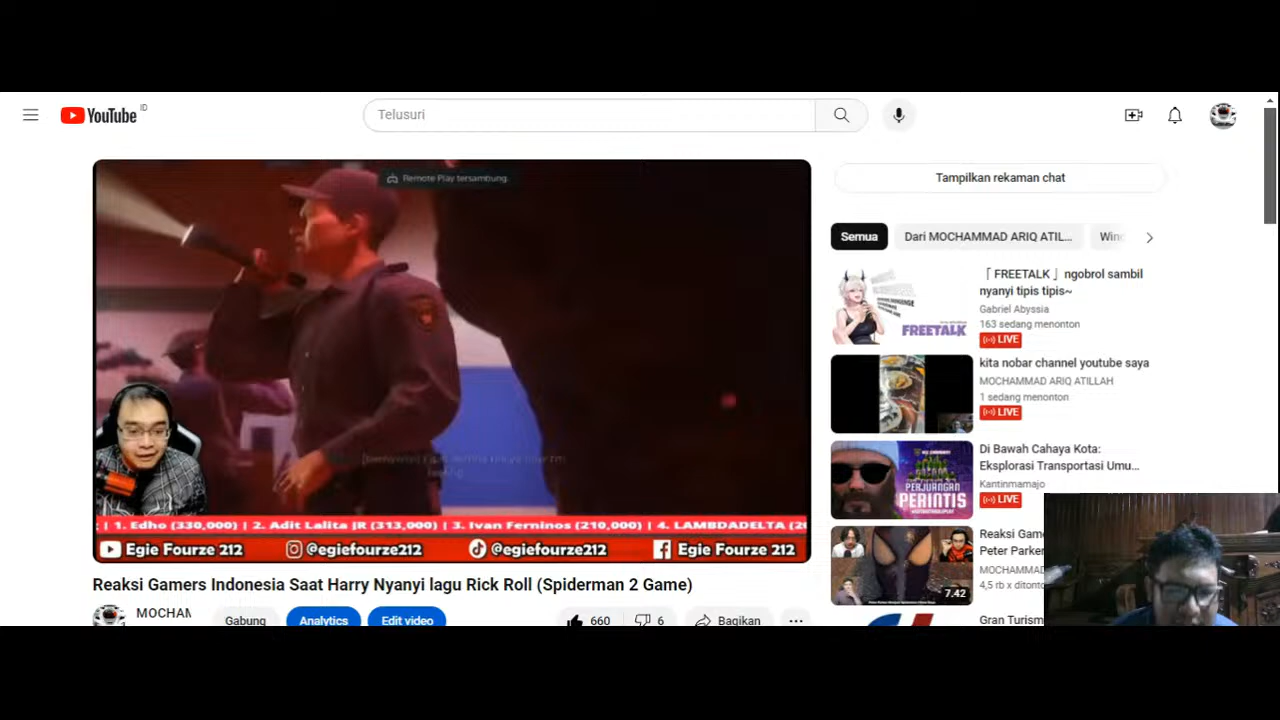 YouTube ID
Telusuri
Remote Play tersambung.
Tampilkan rekaman chat
Semua
Dari MOCHAMMAD ARIQ ATIL...
Wind
「 FREETALK 」 ngobrol sambil
nyanyi tipis tipis~
Gabriel Abyssia
163 sedang menonton
LIVE
FREETALK
kita nobar channel youtube saya
MOCHAMMAD ARIQ ATILLAH
1 sedang menonton
LIVE
Di Bawah Cahaya Kota:
Eksplorasi Transportasi Umu...
Kantinmamajo
LIVE
PERJUANGAN
PERINTIS
Reaksi Game
Peter Parker
MOCHAMMAD
4,5 rb x ditonto
7.42
Gran Turism
| 1. Edho (330,000) | 2. Adit Lalita JR (313,000) | 3. Ivan Ferninos (210,000) | 4. LAMBDADELTA (20
Egie Fourze 212
@egiefourze212
@egiefourze212
Egie Fourze 212
Reaksi Gamers Indonesia Saat Harry Nyanyi lagu Rick Roll (Spiderman 2 Game)
MOCHAM
Gabung
Analytics
Edit video
660
6
Bagikan